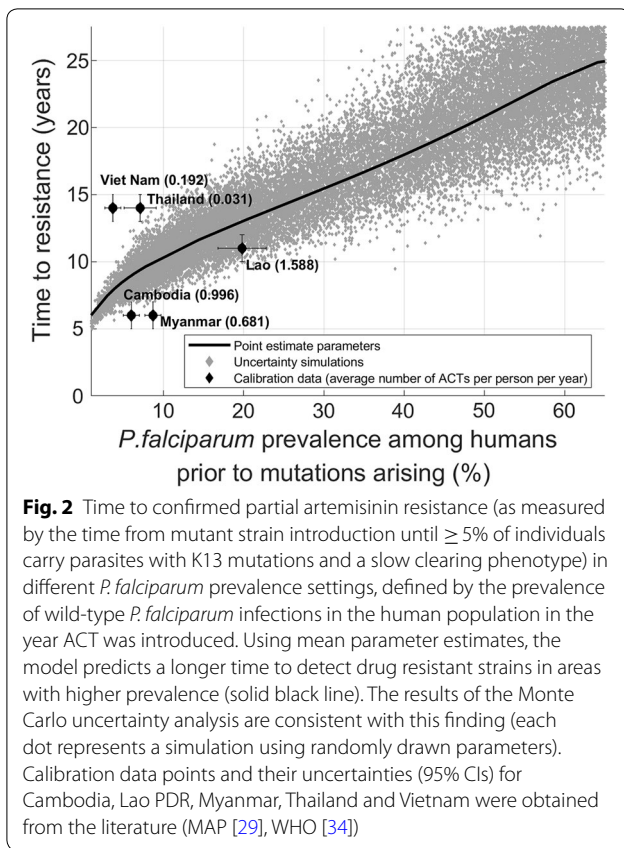 Time to resistance (years)
25
20
15
10
5
0
Viet Nam (0.192)
Thailand (0.031)
Lao (1.588)
Cambodia (0.996)
Myanmar (0.681)
Point estimate parameters
Uncertainty simulations
Calibration data (average number of ACTs per person per year)
10 20 30 40 50 60
P.falciparum prevalence among humans
prior to mutations arising (%)
Fig. 2 Time to confirmed partial artemisinin resistance (as measured
by the time from mutant strain introduction until ≥ 5% of individuals
carry parasites with K13 mutations and a slow clearing phenotype) in
different P. falciparum prevalence settings, defined by the prevalence
of wild-type P. falciparum infections in the human population in the
year ACT was introduced. Using mean parameter estimates, the
model predicts a longer time to detect drug resistant strains in areas
with higher prevalence (solid black line). The results of the Monte
Carlo uncertainty analysis are consistent with this finding (each
dot represents a simulation using randomly drawn parameters).
Calibration data points and their uncertainties (95% CIs) for
Cambodia, Lao PDR, Myanmar, Thailand and Vietnam were obtained
from the literature (MAP [29], WHO [34])